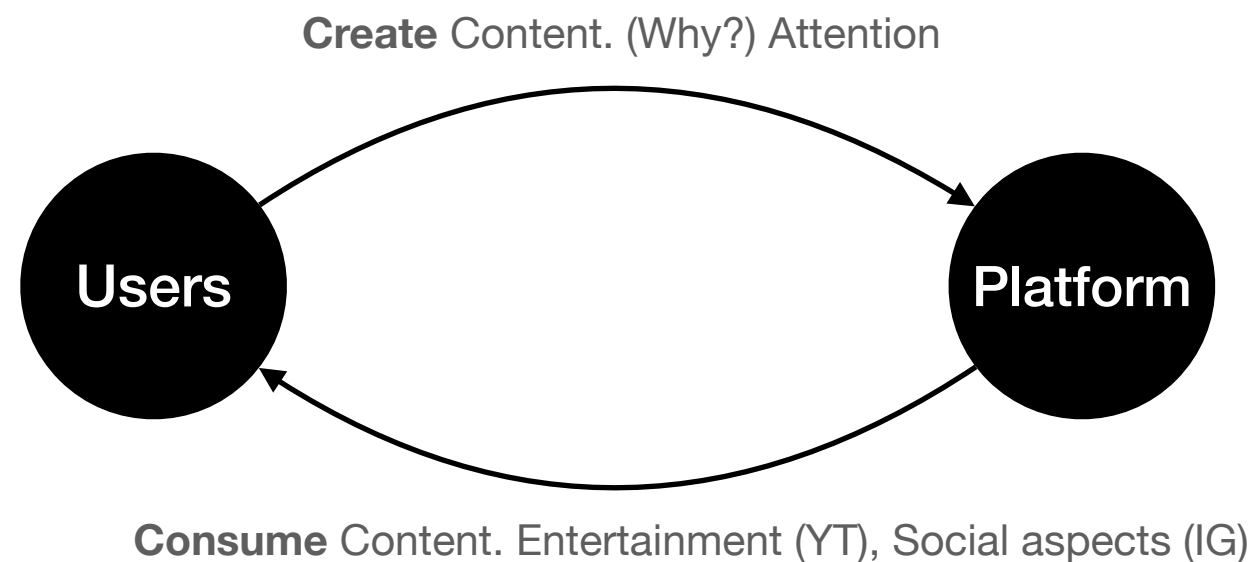 Create Content. (Why?) Attention
Users
Platform
Consume Content. Entertainment (YT), Social aspects (IG)